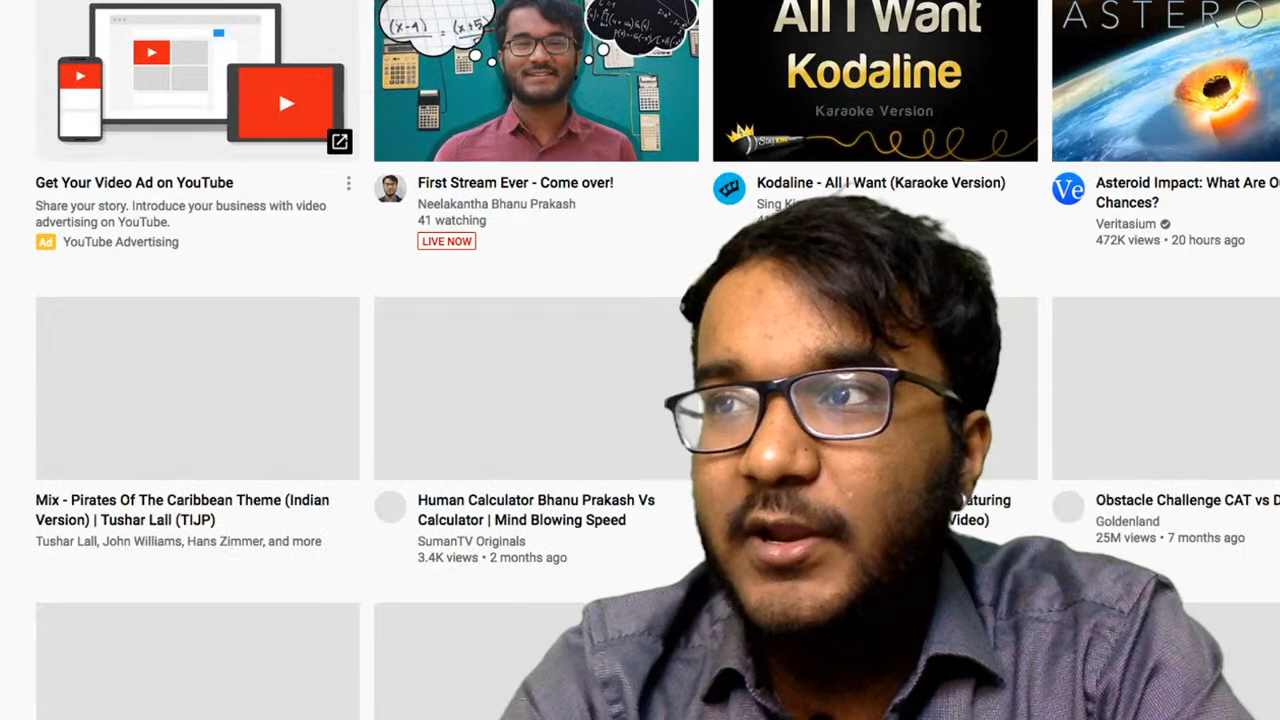 (x-4) = (x+5)
All I Want
Kodaline
Karaoke Version
ASTERO
Get Your Video Ad on YouTube
Share your story. Introduce your business with video
advertising on YouTube.
Ad YouTube Advertising
First Stream Ever - Come over!
Neelakantha Bhanu Prakash
41 watching
LIVE NOW
Kodaline - All I Want (Karaoke Version)
Sing King
Ve
Asteroid Impact: What Are O
Chances?
Veritasium
472K views • 20 hours ago
Mix - Pirates Of The Caribbean Theme (Indian
Version) | Tushar Lall (TIJP)
Tushar Lall, John Williams, Hans Zimmer, and more
Human Calculator Bhanu Prakash Vs
Calculator | Mind Blowing Speed
SumanTV Originals
3.4K views • 2 months ago
aturing
Video)
Obstacle Challenge CAT vs D
Goldenland
25M views • 7 months ago